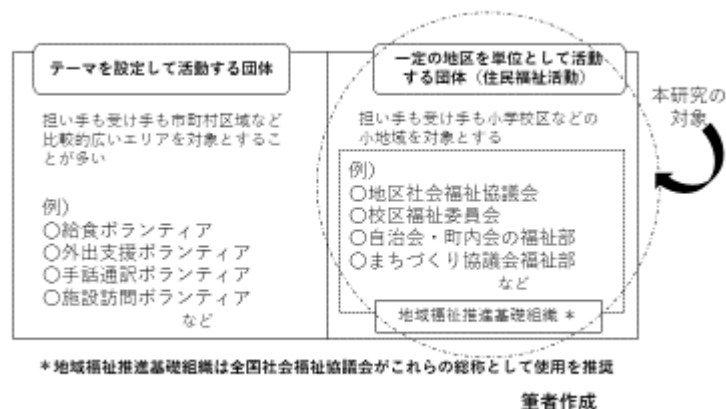 テーマを設定して活動する団体
担い手も受け手も市町村区域など
比較的広いエリアを対象とするこ
とが多い
例)
○給食ボランティア
○外出支援ボランティア
○手話通訳ボランティア
○施設訪問ボランティア
など
一定の地区を単位として活動
する団体（住民福祉活動）
担い手も受け手も小学校区などの
小地域を対象とする
例)
○地区社会福祉協議会
○校区福祉委員会
○自治会・町内会の福祉部
○まちづくり協議会福祉部
など
地域福祉推進基礎組織＊
本研究の
対象
＊地域福祉推進基礎組織は全国社会福祉協議会がこれらの総称として使用を推奨
筆者作成